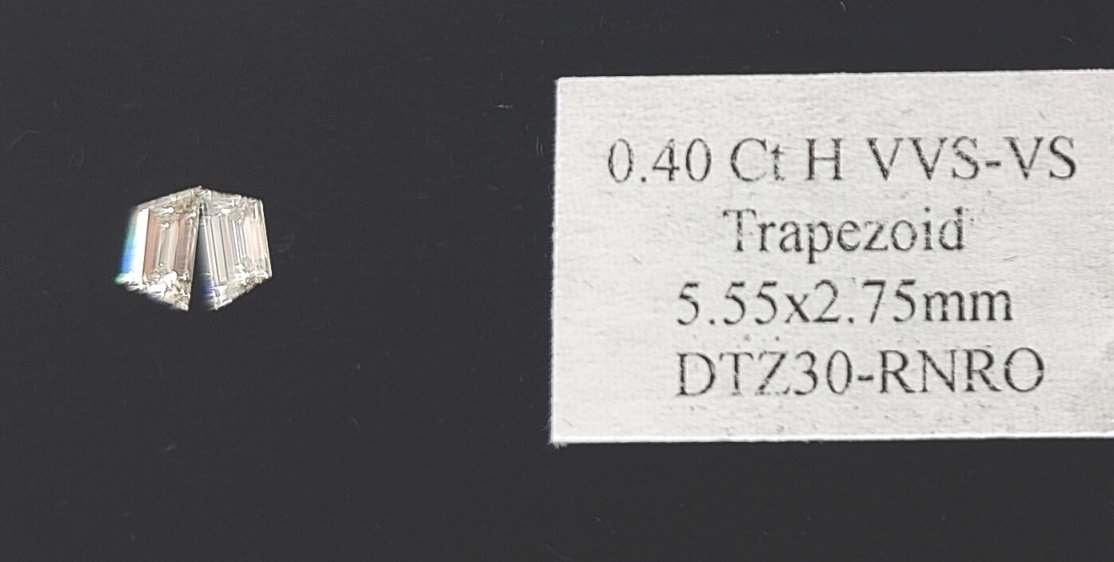 0.40 Ct H VVS-VS
Trapezoid
5.55x2.75mm
DTZ30-RNRO